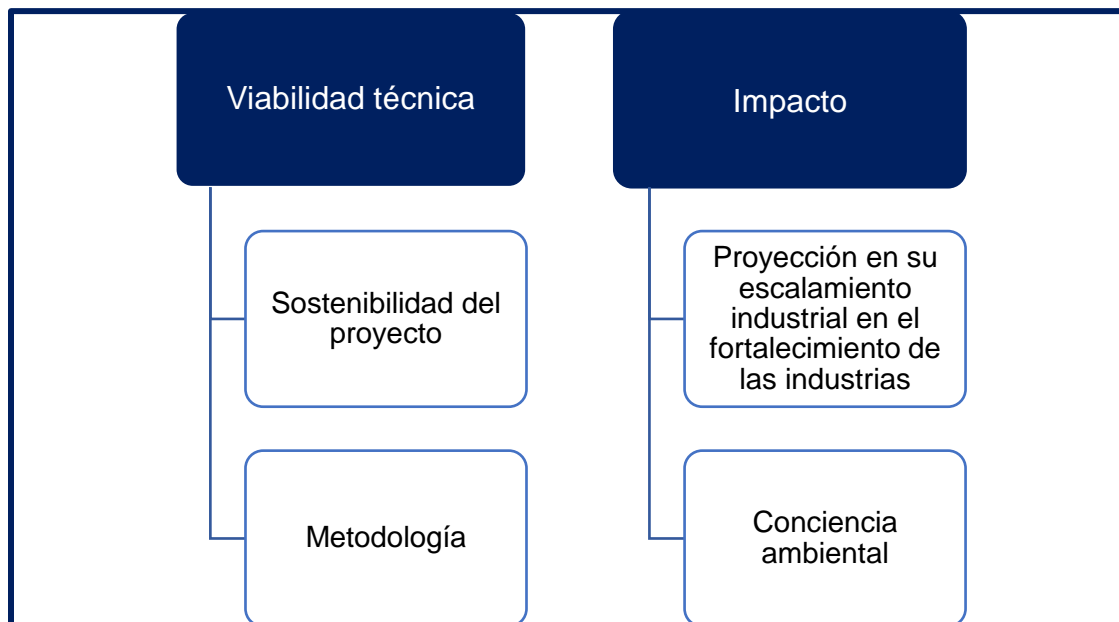 Viabilidad técnica
Sostenibilidad del
proyecto
Metodología
Impacto
Proyección en su
escalamiento
industrial en el
fortalecimiento de
las industrias
Conciencia
ambiental